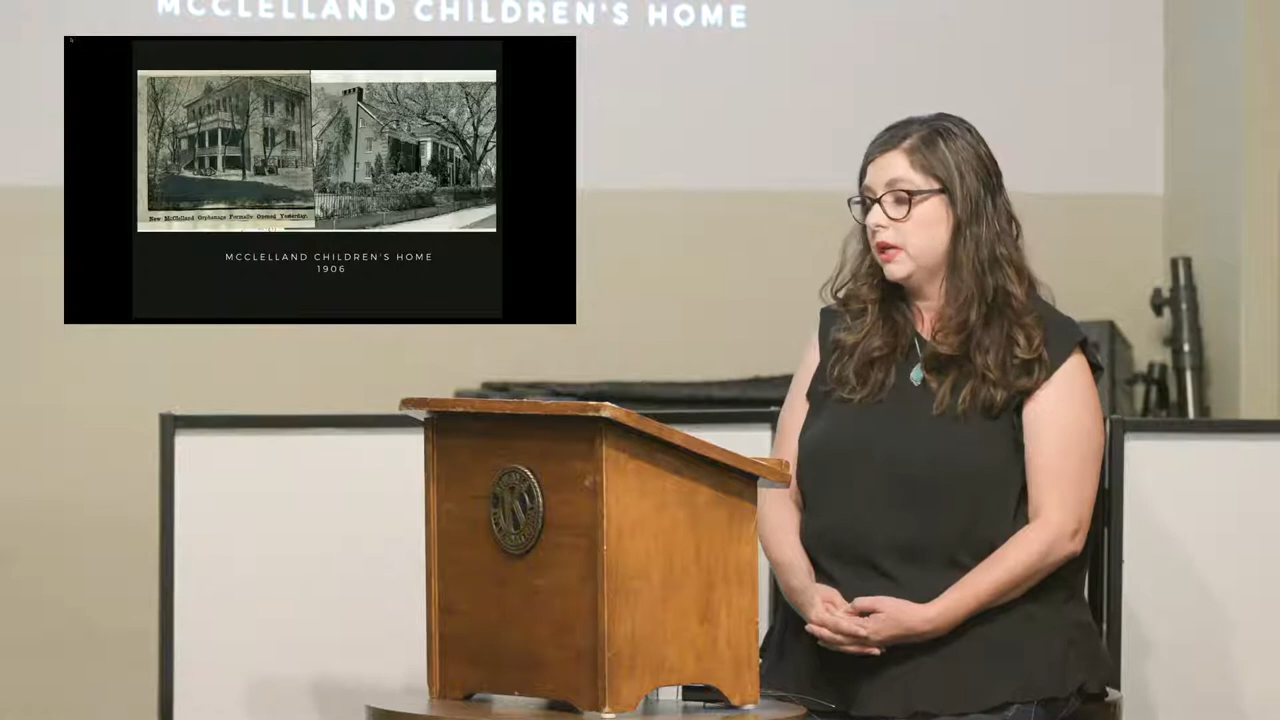 MCCLELLAND CHILDREN'S HOME
New McClelland Orphanage Formally Opened Yesterday.
MCCLELLAND CHILDREN'S HOME
1906
K